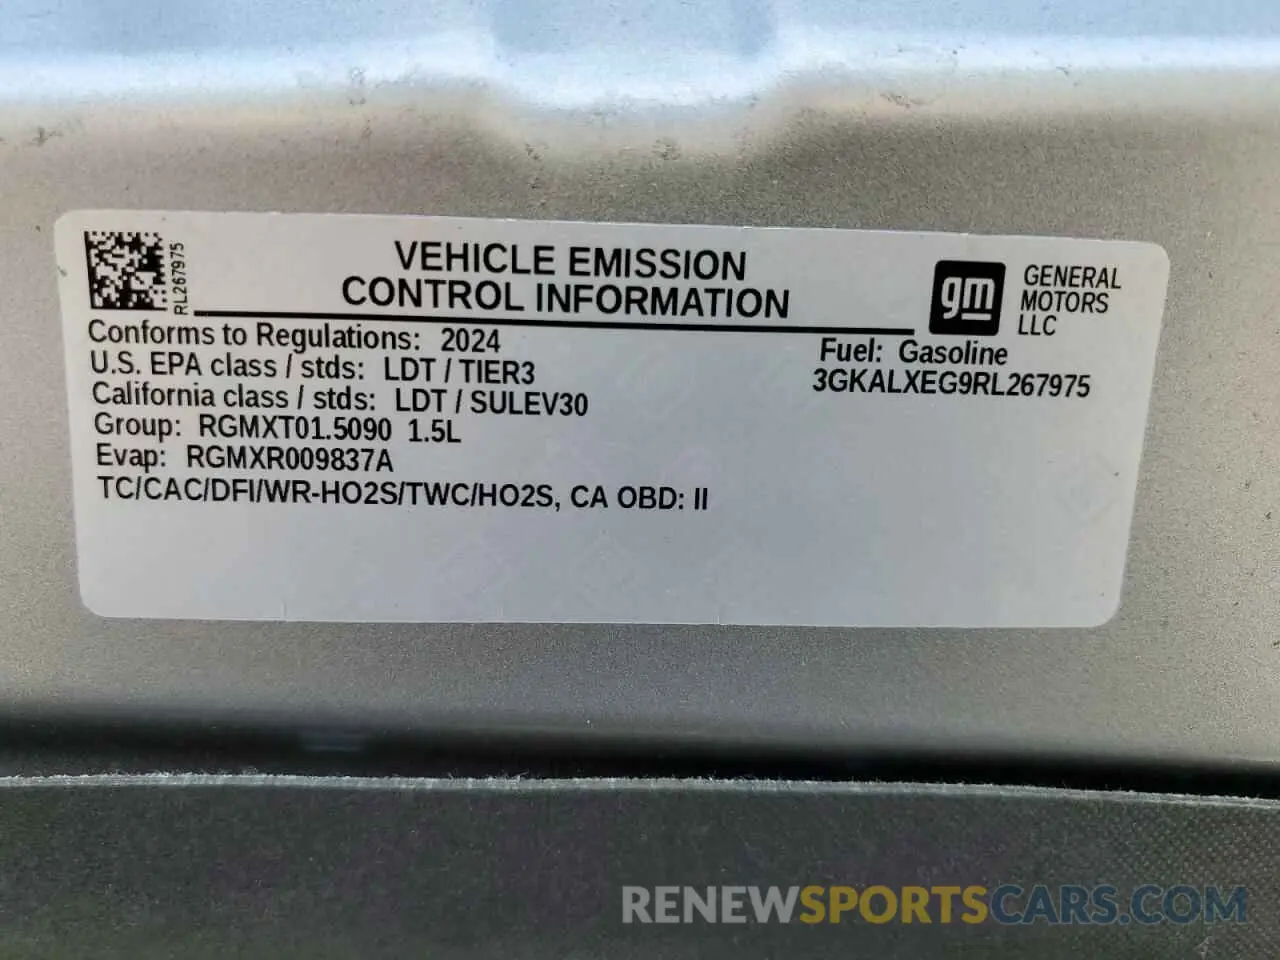 RL267975
VEHICLE EMISSION
CONTROL INFORMATION
gm
GENERAL
MOTORS
LLC
Conforms to Regulations: 2024
U.S. EPA class / stds: LDT / TIER3
California class / stds: LDT / SULEV30
Group: RGMXT01.5090 1.5L
Evap: RGMXR009837A
TC/CAC/DFI/WR-HO2S/TWC/HO2S, CA OBD: II
Fuel: Gasoline
3GKALXEG9RL267975
RENEWSPORTSCARS.COM